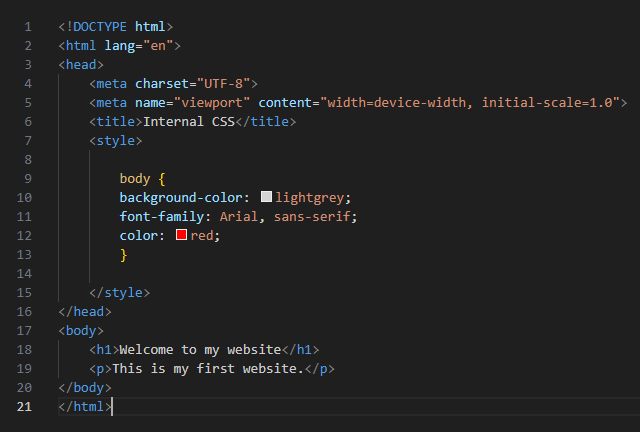 1 <!DOCTYPE html>
2 <html lang="en">
3 <head>
4     <meta charset="UTF-8">
5     <meta name="viewport" content="width=device-width, initial-scale=1.0">
6     <title>Internal CSS</title>
7     <style>
8
9         body {
10         background-color: lightgrey;
11         font-family: Arial, sans-serif;
12         color: red;
13         }
14
15     </style>
16 </head>
17 <body>
18     <h1>Welcome to my website</h1>
19     <p>This is my first website.</p>
20 </body>
21 </html>